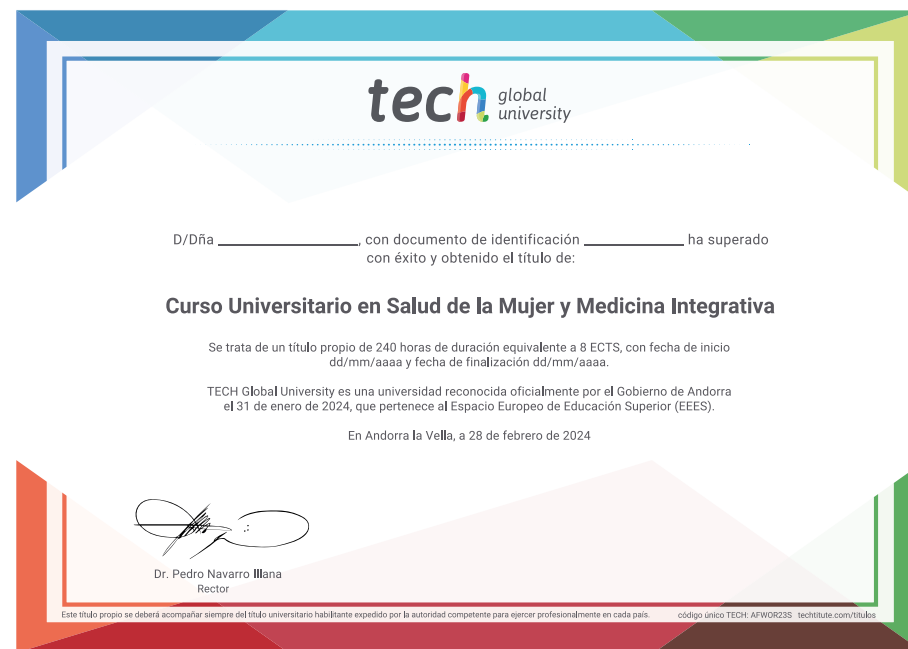 tech global university
D/Dña ____________________, con documento de identificación ______________ ha superado
con éxito y obtenido el título de:
Curso Universitario en Salud de la Mujer y Medicina Integrativa
Se trata de un título propio de 240 horas de duración equivalente a 8 ECTS, con fecha de inicio
dd/mm/aaaa y fecha de finalización dd/mm/aaaa.
TECH Global University es una universidad reconocida oficialmente por el Gobierno de Andorra
el 31 de enero de 2024, que pertenece al Espacio Europeo de Educación Superior (EEES).
En Andorra la Vella, a 28 de febrero de 2024
Dr. Pedro Navarro Illana
Rector
Este título propio se deberá acompañar siempre del título universitario habilitante expedido por la autoridad competente para ejercer profesionalmente en cada país. código único TECH: AFWOR23S techtitute.com/titulos